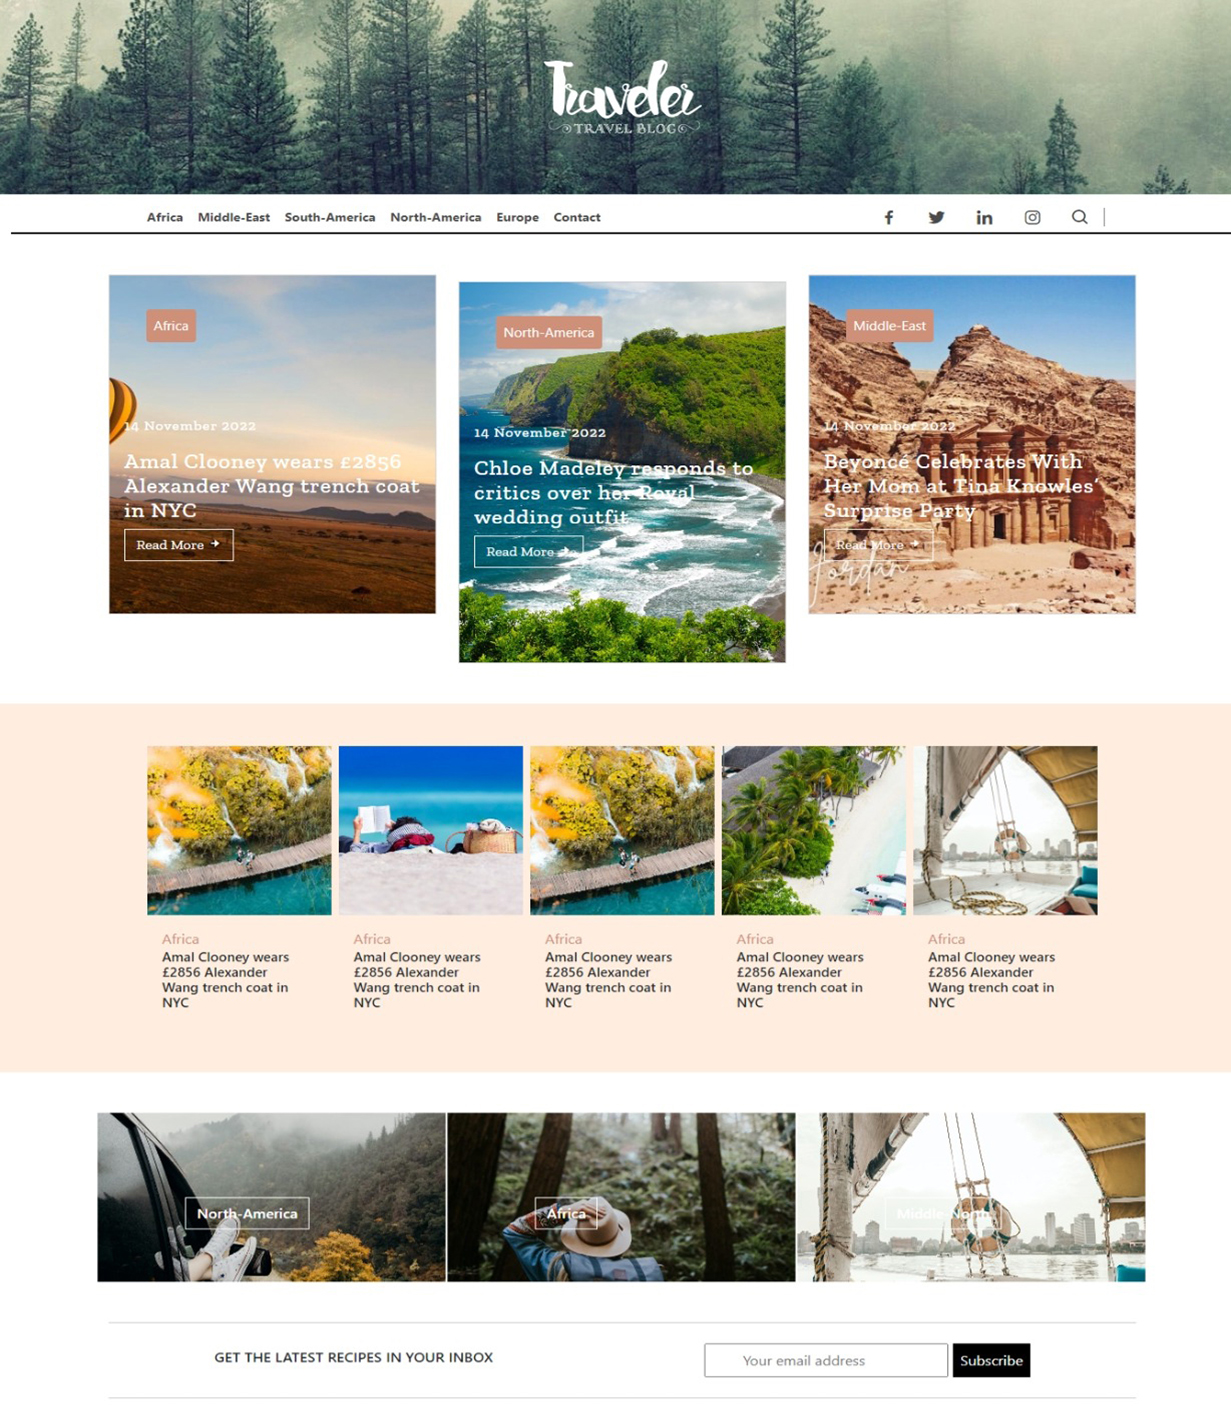 Traveler
TRAVEL BLOG
Africa Middle-East South-America North-America Europe Contact
Africa
14 November 2022
Amal Clooney wears £2856
Alexander Wang trench coat
in NYC
Read More
North-America
14 November 2022
Chloe Madeley responds to
critics over her Royal
wedding outfit
Read More
Middle-East
14 November 2022
Beyoncé Celebrates With
Her Mom at Tina Knowles’
Surprise Party
Read More
Jordan
Africa
Amal Clooney wears
£2856 Alexander
Wang trench coat in
NYC
Africa
Amal Clooney wears
£2856 Alexander
Wang trench coat in
NYC
Africa
Amal Clooney wears
£2856 Alexander
Wang trench coat in
NYC
Africa
Amal Clooney wears
£2856 Alexander
Wang trench coat in
NYC
Africa
Amal Clooney wears
£2856 Alexander
Wang trench coat in
NYC
North-America
Africa
Middle-North
GET THE LATEST RECIPES IN YOUR INBOX
Your email address
Subscribe